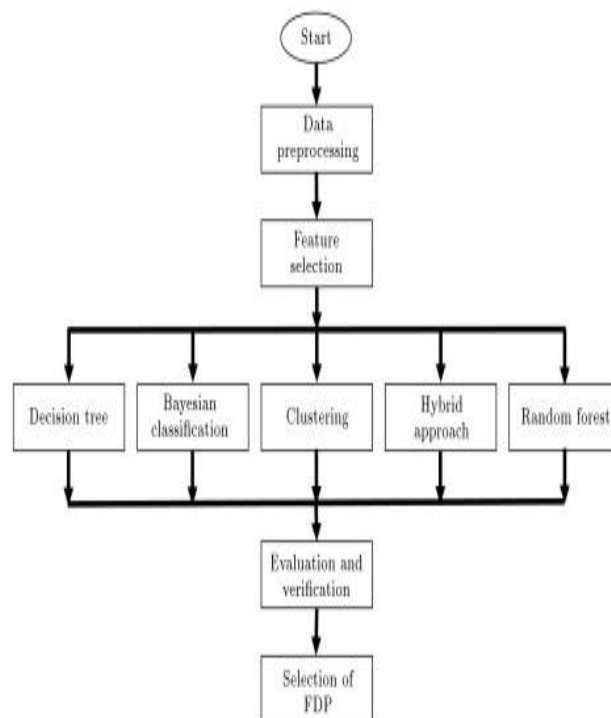 Start
Data
preprocessing
Feature
selection
Decision tree
Bayesian
classification
Clustering
Hybrid
approach
Random forest
Evaluation and
verification
Selection of
FDP